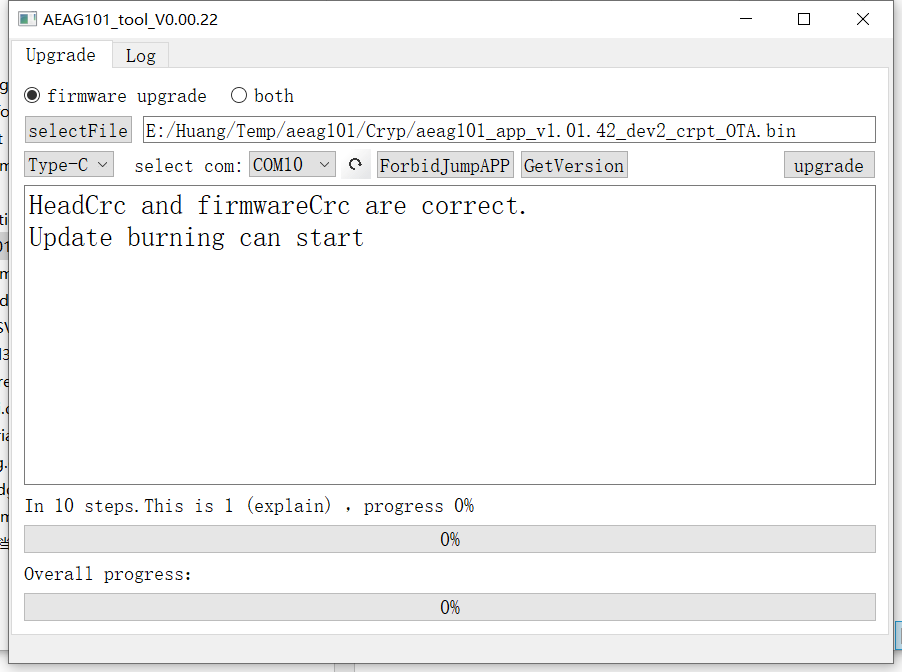 AEAG101_tool_V0.00.22
Upgrade Log
firmware upgrade both
selectFile E:/Huang/Temp/aeag101/Cryp/aeag101_app_v1.01.42_dev2_crpt_OTA.bin
Type-C select com: COM10 ForbidJumpAPP GetVersion upgrade
HeadCrc and firmwareCrc are correct.
Update burning can start
In 10 steps.This is 1 (explain) , progress 0%
0%
Overall progress:
0%